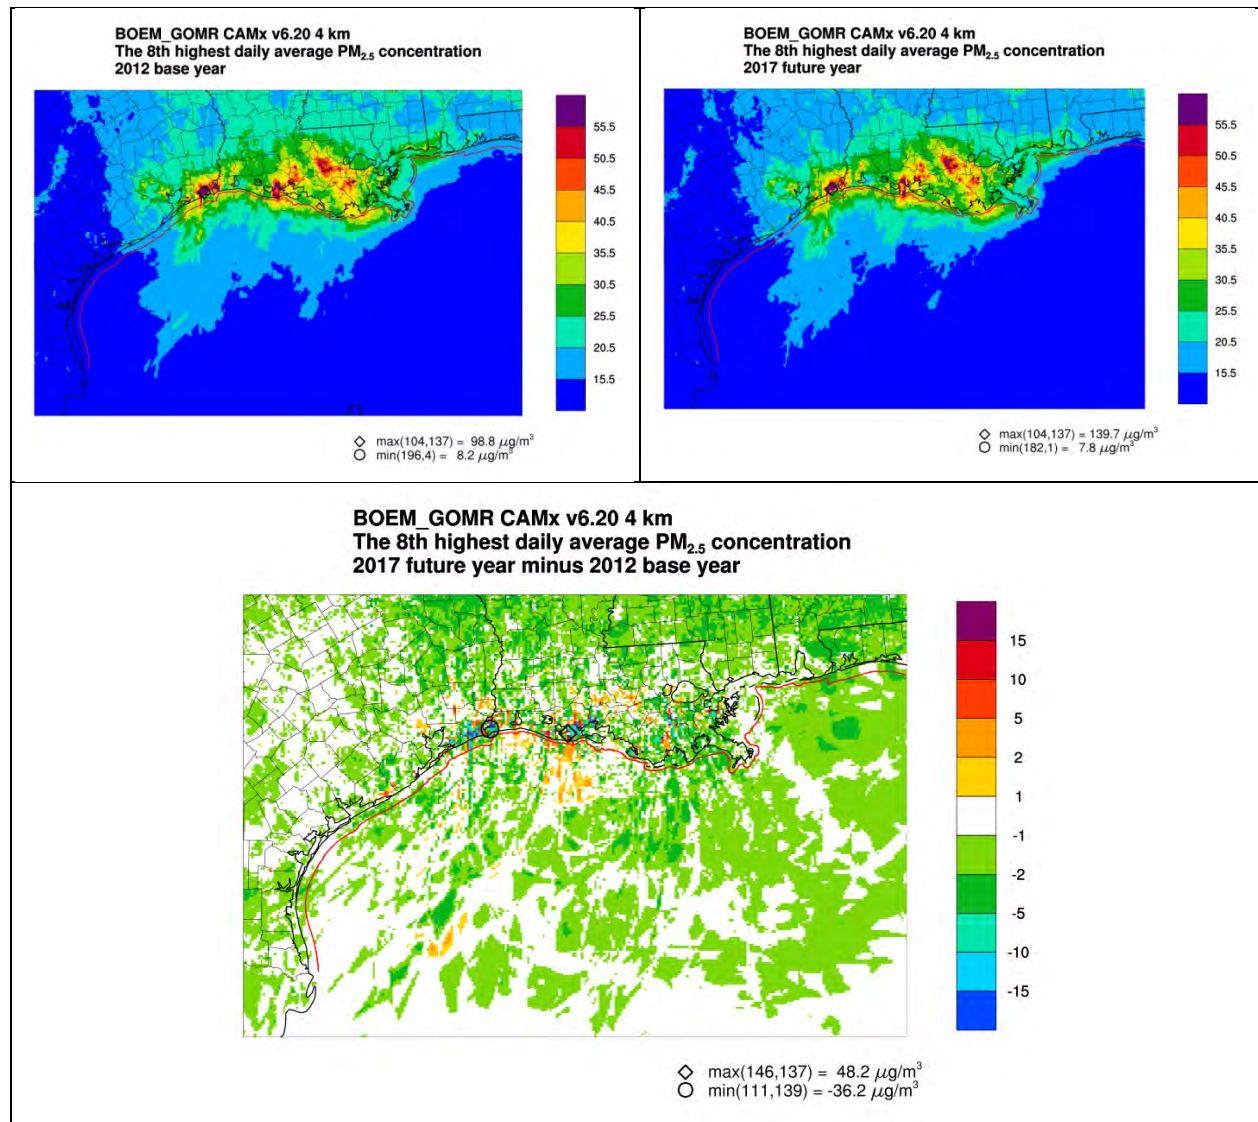 BOEM_GOMR CAMx v6.20 4 km
The 8th highest daily average PM2.5 concentration
2012 base year
55.5
50.5
45.5
40.5
35.5
30.5
25.5
20.5
15.5
max(104,137) = 98.8 μg/m³
min(196,4) = 8.2 μg/m³
BOEM_GOMR CAMx v6.20 4 km
The 8th highest daily average PM2.5 concentration
2017 future year
55.5
50.5
45.5
40.5
35.5
30.5
25.5
20.5
15.5
max(104,137) = 139.7 μg/m³
min(182,1) = 7.8 μg/m³
BOEM_GOMR CAMx v6.20 4 km
The 8th highest daily average PM2.5 concentration
2017 future year minus 2012 base year
15
10
5
2
1
-1
-2
-5
-10
-15
max(146,137) = 48.2 μg/m³
min(111,139) = -36.2 μg/m³